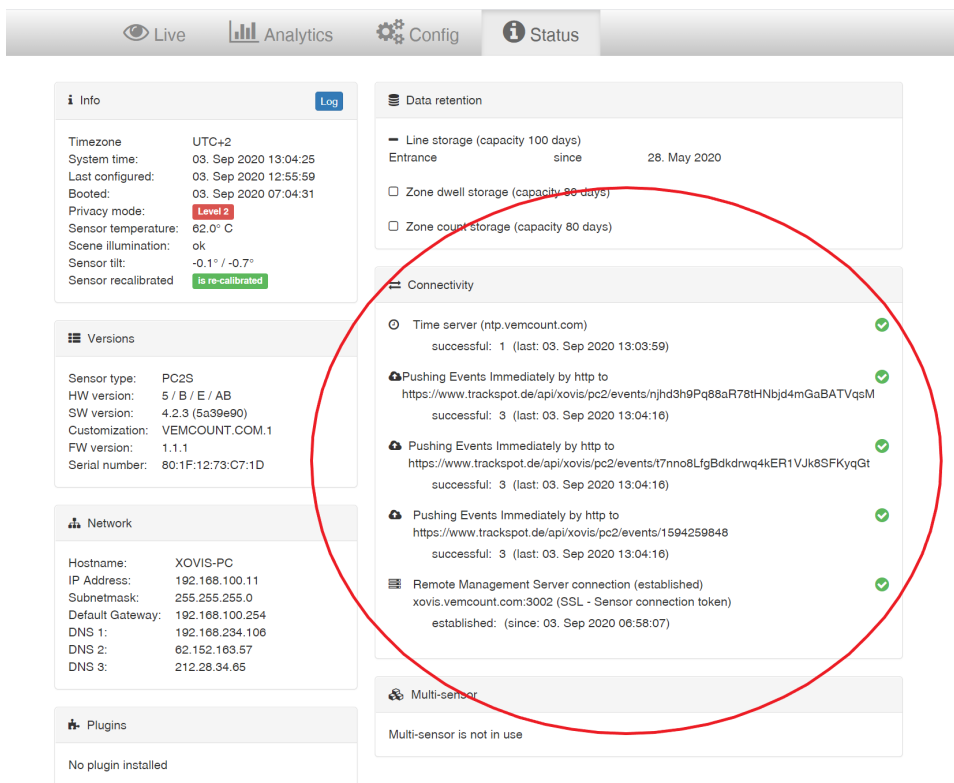 Live Analytics Config Status
Info Log
Timezone UTC+2
System time: 03. Sep 2020 13:04:25
Last configured: 03. Sep 2020 12:55:59
Booted: 03. Sep 2020 07:04:31
Privacy mode: Level 2
Sensor temperature: 62.0° C
Scene illumination: ok
Sensor tilt: -0.1° / -0.7°
Sensor recalibrated is re-calibrated
Versions
Sensor type: PC2S
HW version: 5 / B / E / AB
SW version: 4.2.3 (5a39e90)
Customization: VEMCOUNT.COM.1
FW version: 1.1.1
Serial number: 80:1F:12:73:C7:1D
Network
Hostname: XOVIS-PC
IP Address: 192.168.100.11
Subnetmask: 255.255.255.0
Default Gateway: 192.168.100.254
DNS 1: 192.168.234.106
DNS 2: 62.152.163.57
DNS 3: 212.28.34.65
Plugins
No plugin installed
Data retention
Line storage (capacity 100 days)
Entrance since 28. May 2020
Zone dwell storage (capacity 80 days)
Zone count storage (capacity 80 days)
Connectivity
Time server (ntp.vemcount.com)
successful: 1 (last: 03. Sep 2020 13:03:59)
Pushing Events Immediately by http to
https://www.trackspot.de/api/xovis/pc2/events/njhd3h9Pq88aR78tHNbjd4mGaBATVqsM
successful: 3 (last: 03. Sep 2020 13:04:16)
Pushing Events Immediately by http to
https://www.trackspot.de/api/xovis/pc2/events/t7nno8LfgBdkdrwq4kER1VJk8SFKyqGt
successful: 3 (last: 03. Sep 2020 13:04:16)
Pushing Events Immediately by http to
https://www.trackspot.de/api/xovis/pc2/events/1594259848
successful: 3 (last: 03. Sep 2020 13:04:16)
Remote Management Server connection (established)
xovis.vemcount.com:3002 (SSL - Sensor connection token)
established: (since: 03. Sep 2020 06:58:07)
Multi-sensor
Multi-sensor is not in use